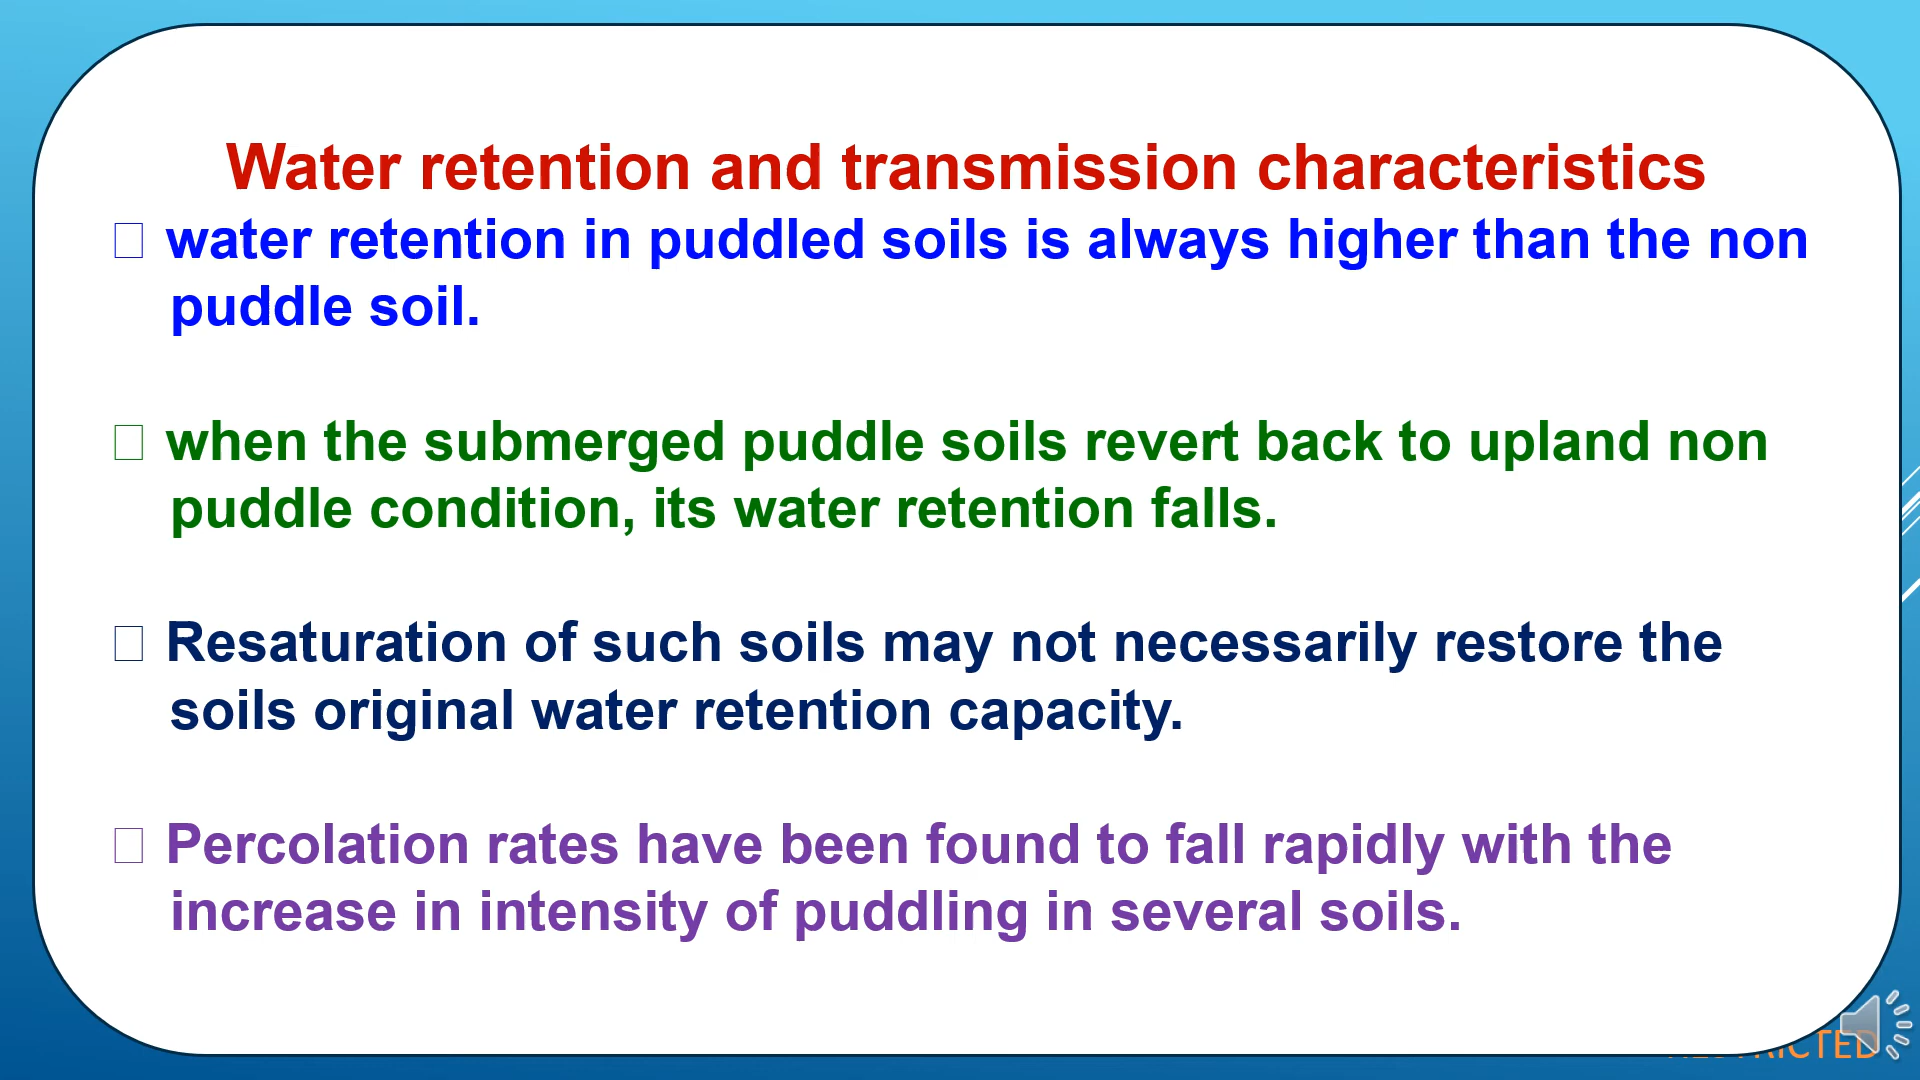 Water retention and transmission characteristics
water retention in puddled soils is always higher than the non
puddle soil.
when the submerged puddle soils revert back to upland non
puddle condition, its water retention falls.
Resaturation of such soils may not necessarily restore the
soils original water retention capacity.
Percolation rates have been found to fall rapidly with the
increase in intensity of puddling in several soils.
RESTRICTED